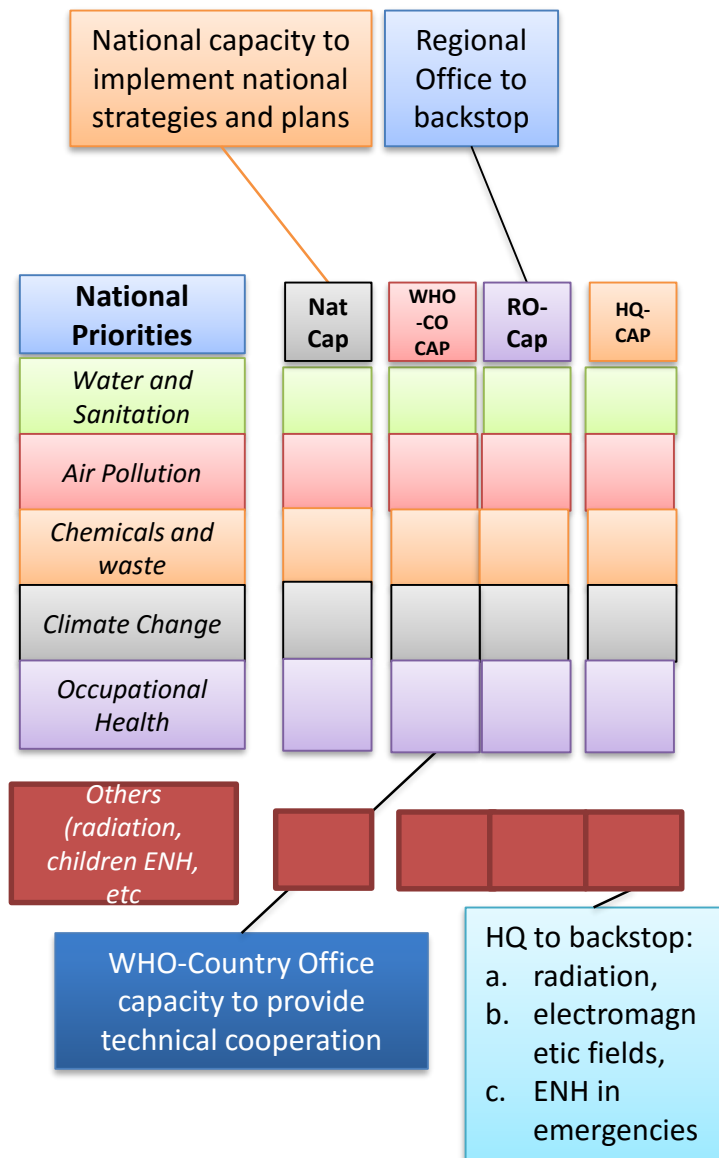 National capacity to
implement national
strategies and plans
Regional
Office to
backstop
National
Priorities
Nat
Cap
WHO
-CO
CAP
RO-
Cap
HQ-
CAP
Water and
Sanitation
Air Pollution
Chemicals and
waste
Climate Change
Occupational
Health
Others
(radiation,
children ENH,
etc
WHO-Country Office
capacity to provide
technical cooperation
HQ to backstop:
a. radiation,
b. electromagn
etic fields,
c. ENH in
emergencies